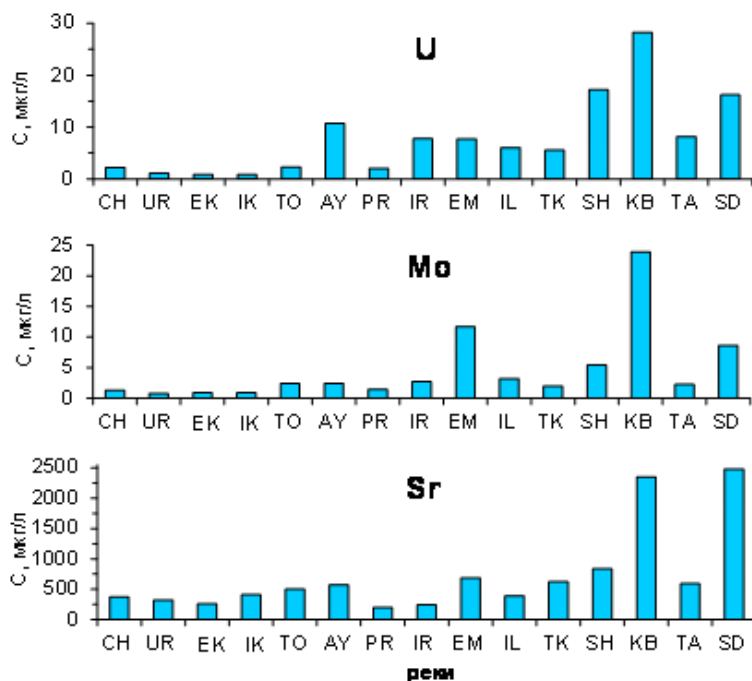 U
С, мкг/л
30
20
10
0
CH UR EK IK TO AY PR IR EM IL TK SH KB TA SD
Mo
С, мкг/л
25
20
15
10
5
0
CH UR EK IK TO AY PR IR EM IL TK SH KB TA SD
Sr
С, мкг/л
2500
2000
1500
1000
500
0
CH UR EK IK TO AY PR IR EM IL TK SH KB TA SD
реки